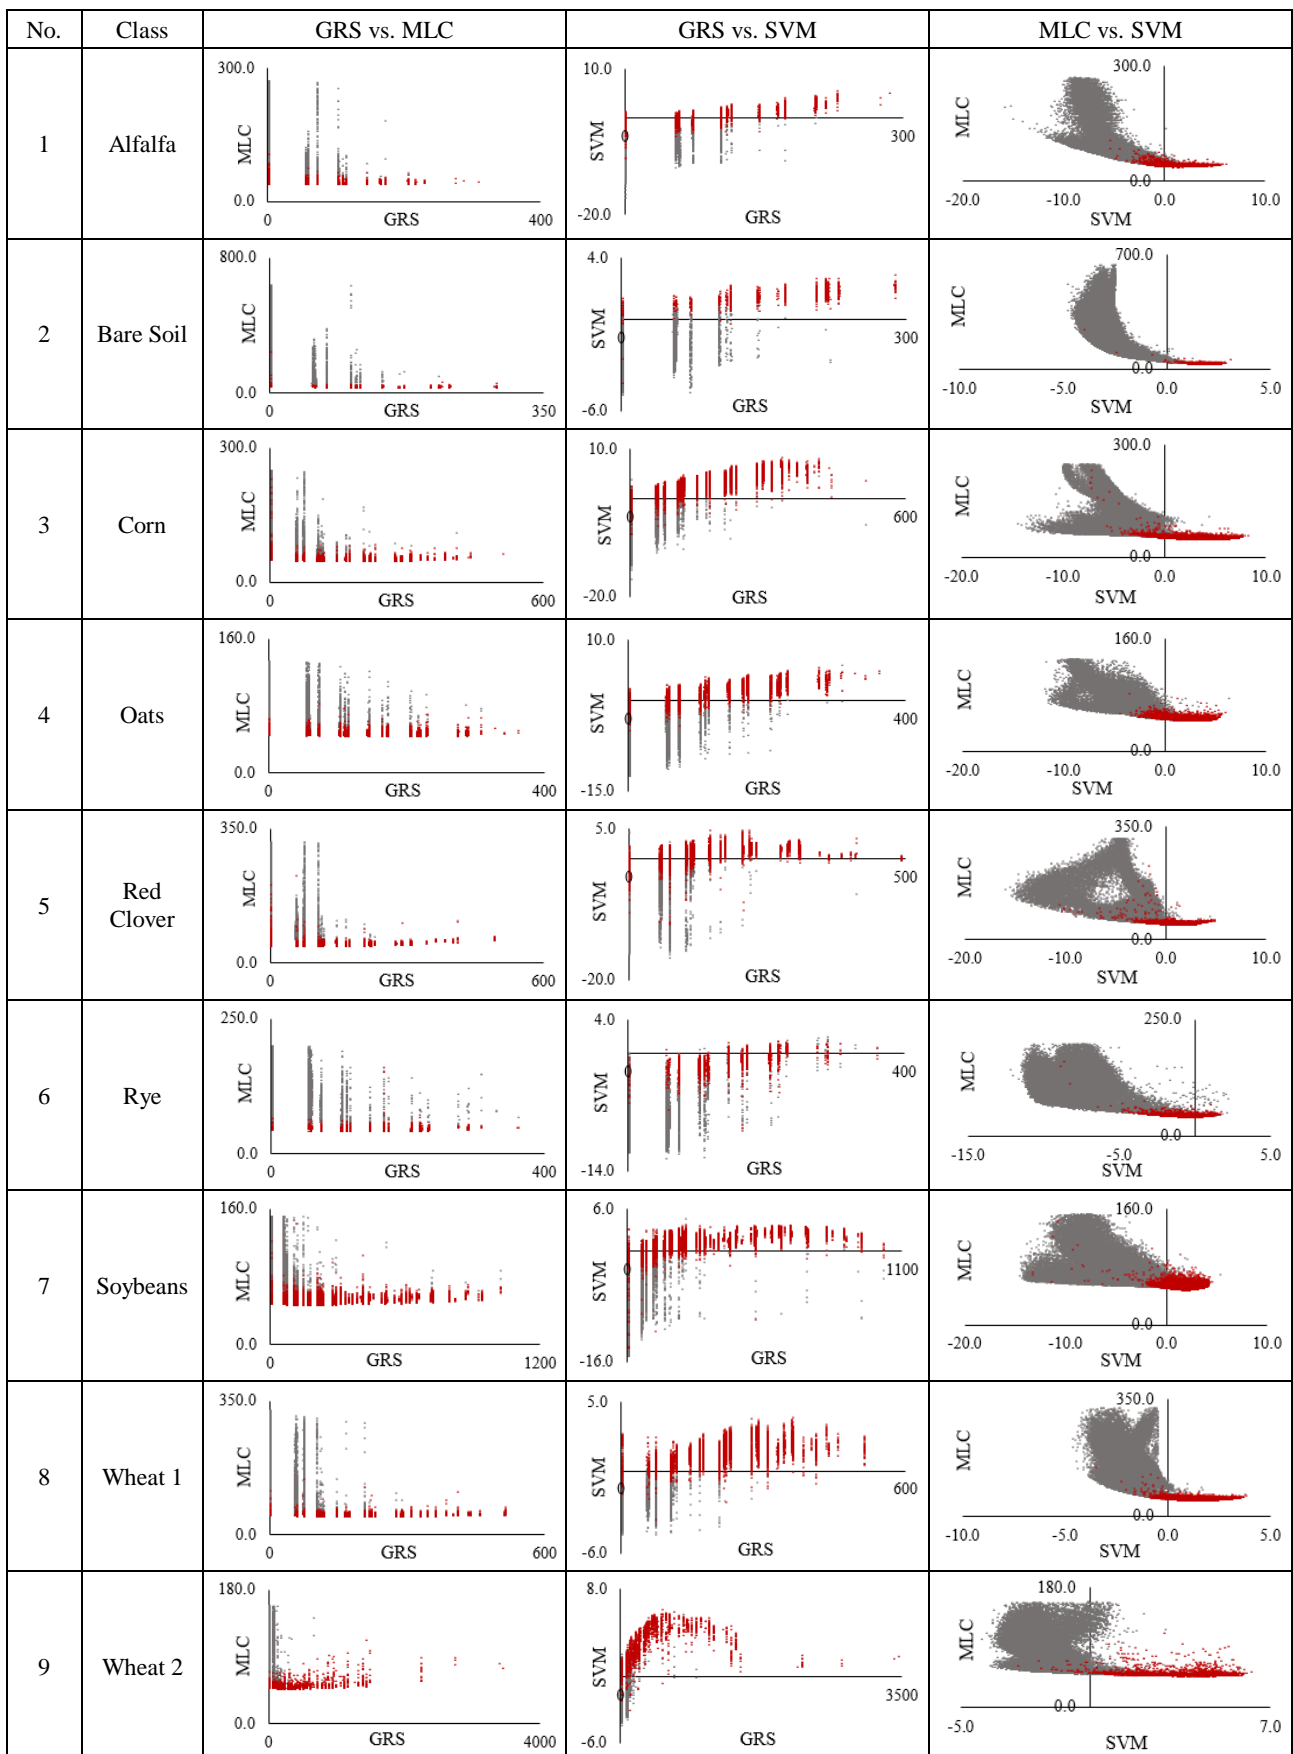 No. Class GRS vs. MLC GRS vs. SVM MLC vs. SVM
1 Alfalfa
300.0
MLC
0.0
0 GRS 400
10.0
SVM
0
300
-20.0
GRS
300.0
MLC
0.0
-20.0 -10.0 0.0 10.0
SVM
2 Bare Soil
800.0
MLC
0.0
0 GRS 350
4.0
SVM
0
300
-6.0
GRS
700.0
MLC
0.0
-10.0 -5.0 0.0 5.0
SVM
3 Corn
300.0
MLC
0.0
0 GRS 600
10.0
SVM
0
600
-20.0
GRS
300.0
MLC
0.0
-20.0 -10.0 0.0 10.0
SVM
4 Oats
160.0
MLC
0.0
0 GRS 400
10.0
SVM
0
400
-15.0
GRS
160.0
MLC
0.0
-20.0 -10.0 0.0 10.0
SVM
5 Red
Clover
350.0
MLC
0.0
0 GRS 600
5.0
SVM
0
500
-20.0
GRS
350.0
MLC
0.0
-20.0 -10.0 0.0 10.0
SVM
6 Rye
250.0
MLC
0.0
0 GRS 400
4.0
SVM
0
400
-14.0
GRS
250.0
MLC
0.0
-15.0 -5.0 5.0
SVM
7 Soybeans
160.0
MLC
0.0
0 GRS 1200
6.0
SVM
0
1100
-16.0
GRS
160.0
MLC
0.0
-20.0 -10.0 0.0 10.0
SVM
8 Wheat 1
350.0
MLC
0.0
0 GRS 600
5.0
SVM
0
600
-6.0
GRS
350.0
MLC
0.0
-10.0 -5.0 0.0 5.0
SVM
9 Wheat 2
180.0
MLC
0.0
0 GRS 4000
8.0
SVM
0
3500
-6.0
GRS
180.0
MLC
0.0
-5.0 7.0
SVM